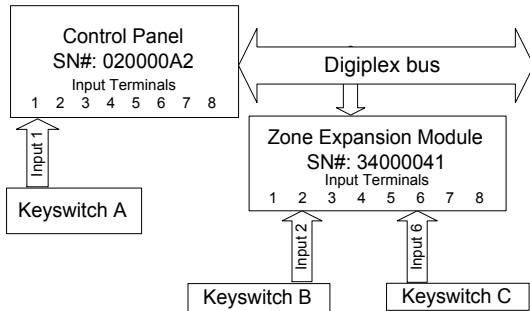 Control Panel
SN#: 020000A2
Input Terminals
1 2 3 4 5 6 7 8
Digiplex bus
Input 1
Keyswitch A
Zone Expansion Module
SN#: 34000041
Input Terminals
1 2 3 4 5 6 7 8
Input 2
Input 6
Keyswitch B
Keyswitch C